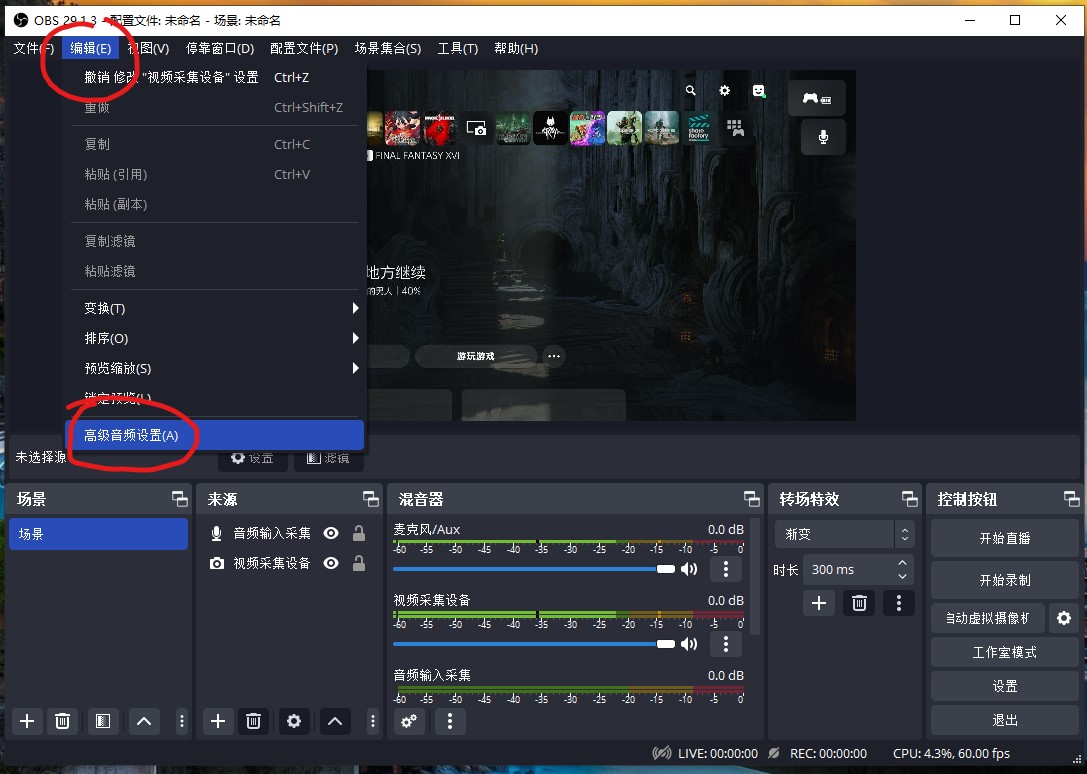 OBS 29.1.3 - 配置文件: 未命名 - 场景: 未命名
文件(F) 编辑(E) 视图(V) 停靠窗口(D) 配置文件(P) 场景集合(S) 工具(T) 帮助(H)
撤销 修改 "视频采集设备" 设置 Ctrl+Z
重做 Ctrl+Shift+Z
复制 Ctrl+C
粘贴 (引用) Ctrl+V
粘贴 (副本)
复制滤镜
粘贴滤镜
变换(T)
排序(O)
预览缩放(S)
锁定预览(L)
高级音频设置(A)
share factory
FINAL FANTASY XVI
地方继续
的男人 | 40%
游玩游戏
未选择源
设置 滤镜
场景
场景
来源
音频输入采集
视频采集设备
混音器
麦克风/Aux 0.0 dB
-60 -55 -50 -45 -40 -35 -30 -25 -20 -15 -10 -5 0
视频采集设备 0.0 dB
-60 -55 -50 -45 -40 -35 -30 -25 -20 -15 -10 -5 0
音频输入采集 0.0 dB
-60 -55 -50 -45 -40 -35 -30 -25 -20 -15 -10 -5 0
转场特效
渐变
时长 300 ms
控制按钮
开始直播
开始录制
启动虚拟摄像机
工作室模式
设置
退出
LIVE: 00:00:00 REC: 00:00:00 CPU: 4.3%, 60.00 fps